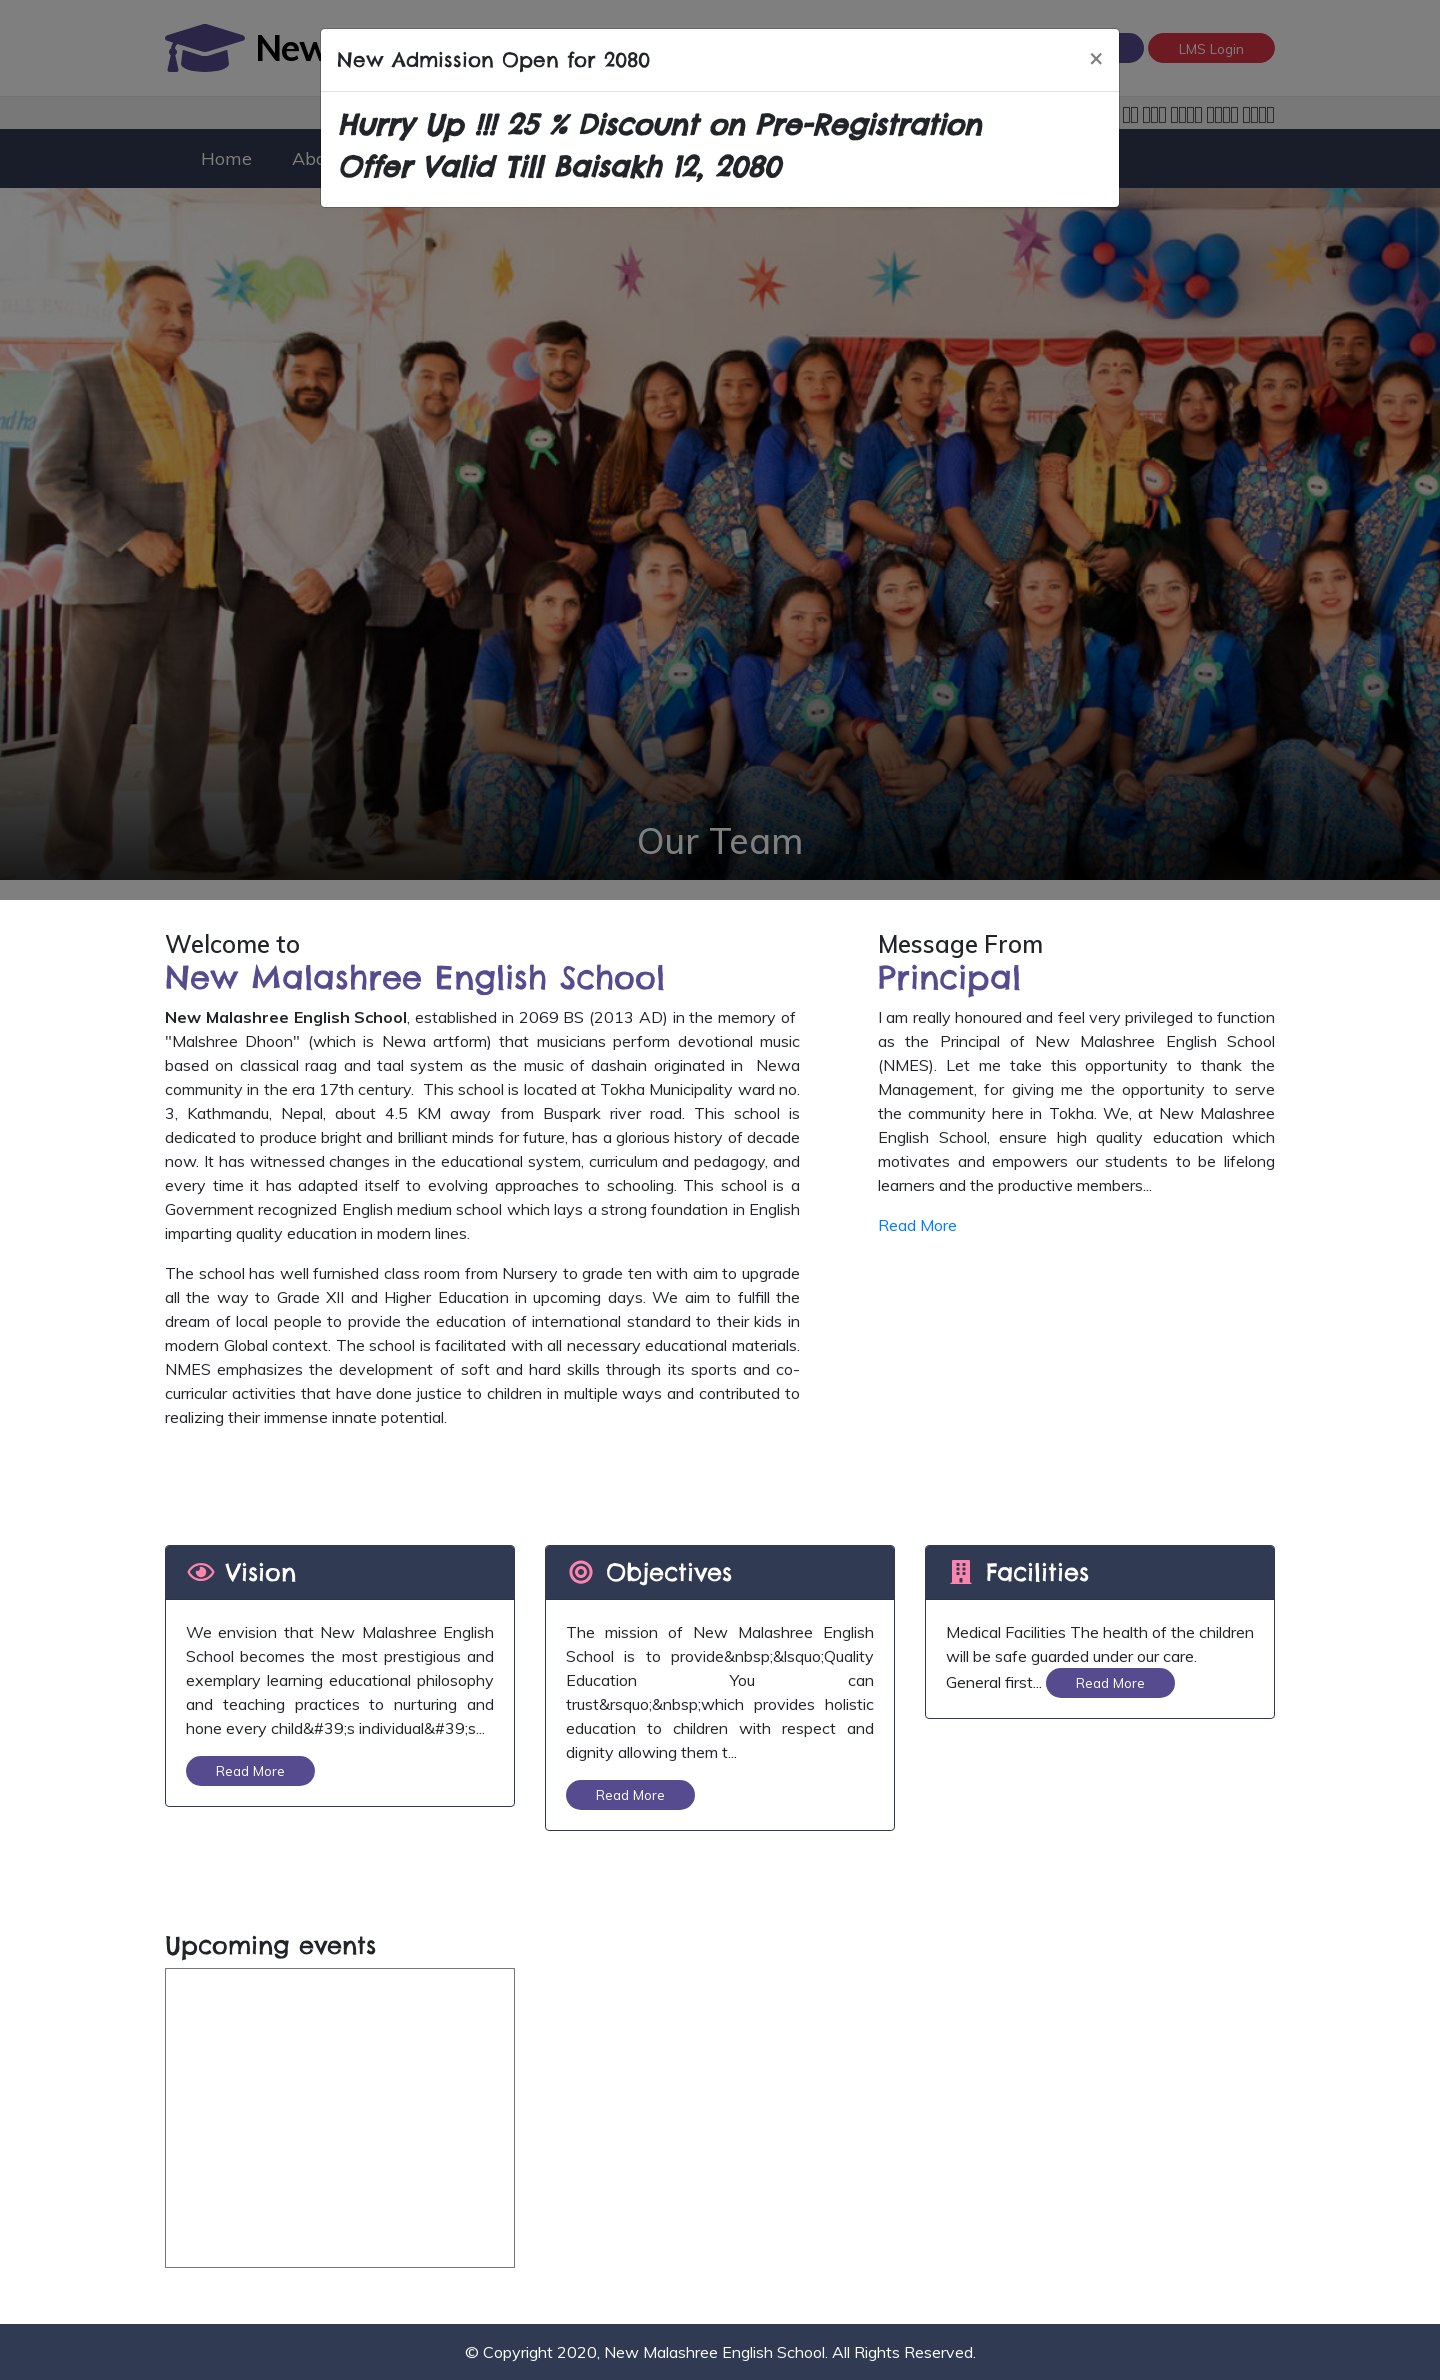 New
LMS Login
New Admission Open for 2080
×
Hurry Up !!! 25 % Discount on Pre-Registration
Offer Valid Till Baisakh 12, 2080
Home
Our Team
Welcome to
New Malashree English School
New Malashree English School, established in 2069 BS (2013 AD) in the memory of
"Malshree Dhoon" (which is Newa artform) that musicians perform devotional music
based on classical raag and taal system as the music of dashain originated in Newa
community in the era 17th century. This school is located at Tokha Municipality ward no.
3, Kathmandu, Nepal, about 4.5 KM away from Buspark river road. This school is
dedicated to produce bright and brilliant minds for future, has a glorious history of decade
now. It has witnessed changes in the educational system, curriculum and pedagogy, and
every time it has adapted itself to evolving approaches to schooling. This school is a
Government recognized English medium school which lays a strong foundation in English
imparting quality education in modern lines.
The school has well furnished class room from Nursery to grade ten with aim to upgrade
all the way to Grade XII and Higher Education in upcoming days. We aim to fulfill the
dream of local people to provide the education of international standard to their kids in
modern Global context. The school is facilitated with all necessary educational materials.
NMES emphasizes the development of soft and hard skills through its sports and co-
curricular activities that have done justice to children in multiple ways and contributed to
realizing their immense innate potential.
Message From
Principal
I am really honoured and feel very privileged to function
as the Principal of New Malashree English School
(NMES). Let me take this opportunity to thank the
Management, for giving me the opportunity to serve
the community here in Tokha. We, at New Malashree
English School, ensure high quality education which
motivates and empowers our students to be lifelong
learners and the productive members...
Read More
Vision
We envision that New Malashree English
School becomes the most prestigious and
exemplary learning educational philosophy
and teaching practices to nurturing and
hone every child&#39;s individual&#39;s...
Read More
Objectives
The mission of New Malashree English
School is to provide&nbsp;&lsquo;Quality
Education You can
trust&rsquo;&nbsp;which provides holistic
education to children with respect and
dignity allowing them t...
Read More
Facilities
Medical Facilities The health of the children
will be safe guarded under our care.
General first... Read More
Upcoming events
© Copyright 2020, New Malashree English School. All Rights Reserved.